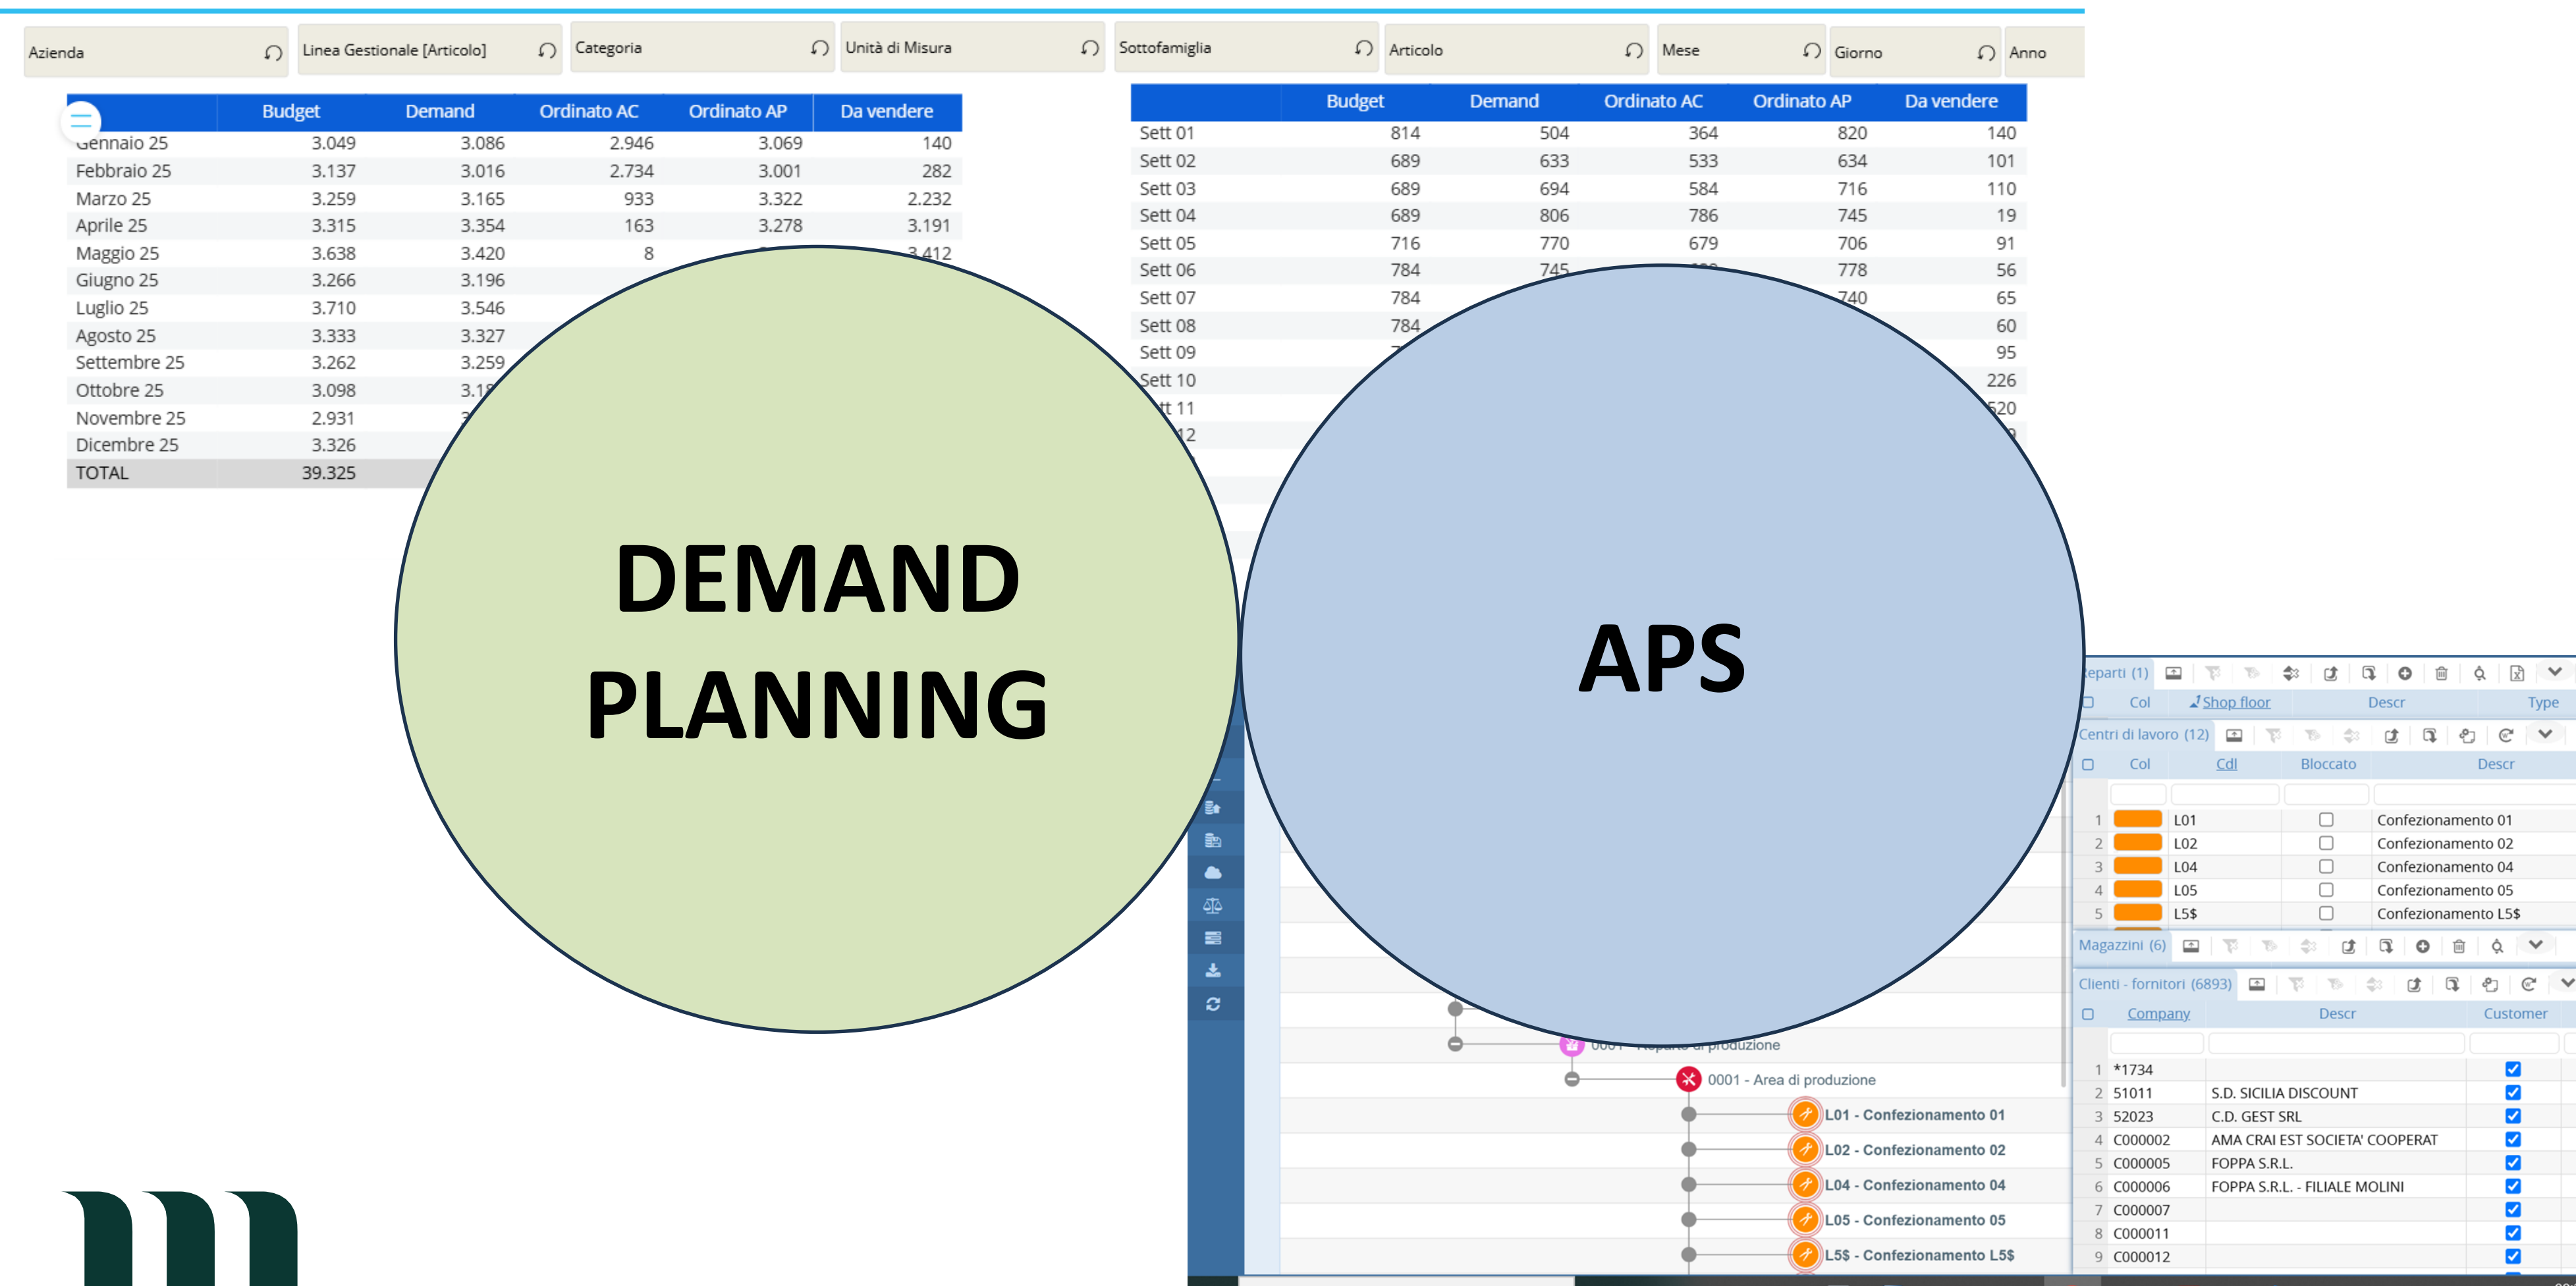 Azienda Linea Gestionale [Articolo] Categoria Unità di Misura Sottofamiglia Articolo Mese Giorno Anno
Budget Demand Ordinato AC Ordinato AP Da vendere
Gennaio 25 3.049 3.086 2.946 3.069 140
Febbraio 25 3.137 3.016 2.734 3.001 282
Marzo 25 3.259 3.165 933 3.322 2.232
Aprile 25 3.315 3.354 163 3.278 3.191
Maggio 25 3.638 3.420 8 3.412
Giugno 25 3.266 3.196
Luglio 25 3.710 3.546
Agosto 25 3.333 3.327
Settembre 25 3.262 3.259
Ottobre 25 3.098
Novembre 25 2.931
Dicembre 25 3.326
TOTAL 39.325
Budget Demand Ordinato AC Ordinato AP Da vendere
Sett 01 814 504 364 820 140
Sett 02 689 633 533 634 101
Sett 03 689 694 584 716 110
Sett 04 689 806 786 745 19
Sett 05 716 770 679 706 91
Sett 06 784 745 778 56
Sett 07 784 740 65
Sett 08 784 60
Sett 09 95
Sett 10 226
11 520
12
DEMAND
PLANNING
APS
Reparti (1)
Col Shop floor Descr Type
Centri di lavoro (12)
Col Cdl Bloccato Descr
1 L01 Confezionamento 01
2 L02 Confezionamento 02
3 L04 Confezionamento 04
4 L05 Confezionamento 05
5 L5$ Confezionamento L5$
Magazzini (6)
Clienti - fornitori (6893)
Company Descr Customer
1 *1734
2 51011 S.D. SICILIA DISCOUNT
3 52023 C.D. GEST SRL
4 C000002 AMA CRAI EST SOCIETA' COOPERAT
5 C000005 FOPPA S.R.L.
6 C000006 FOPPA S.R.L. - FILIALE MOLINI
7 C000007
8 C000011
9 C000012
0001 - Reparto di produzione
0001 - Area di produzione
L01 - Confezionamento 01
L02 - Confezionamento 02
L04 - Confezionamento 04
L05 - Confezionamento 05
L5$ - Confezionamento L5$